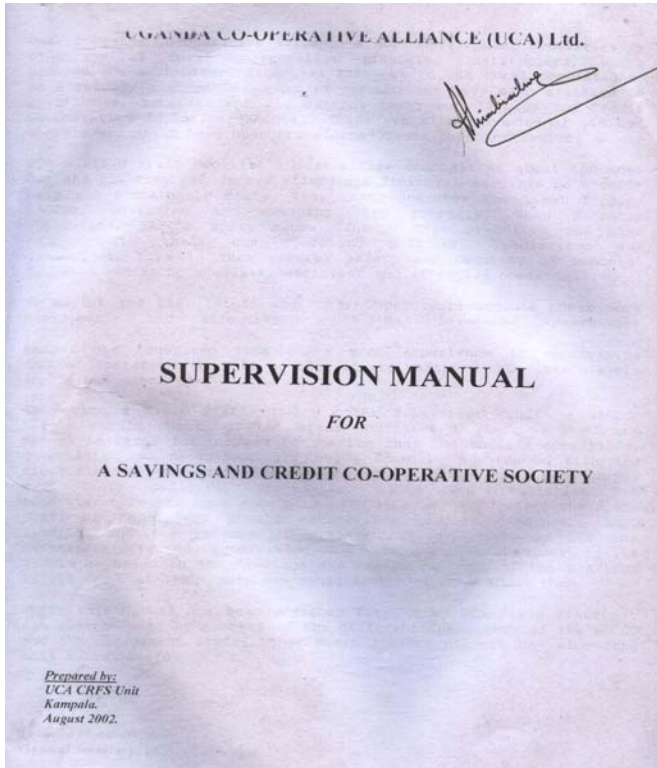 UGANDA CO-OPERATIVE ALLIANCE (UCA) Ltd.
SUPERVISION MANUAL
FOR
A SAVINGS AND CREDIT CO-OPERATIVE SOCIETY
Prepared by:
UCA CRFS Unit
Kampala.
August 2002.